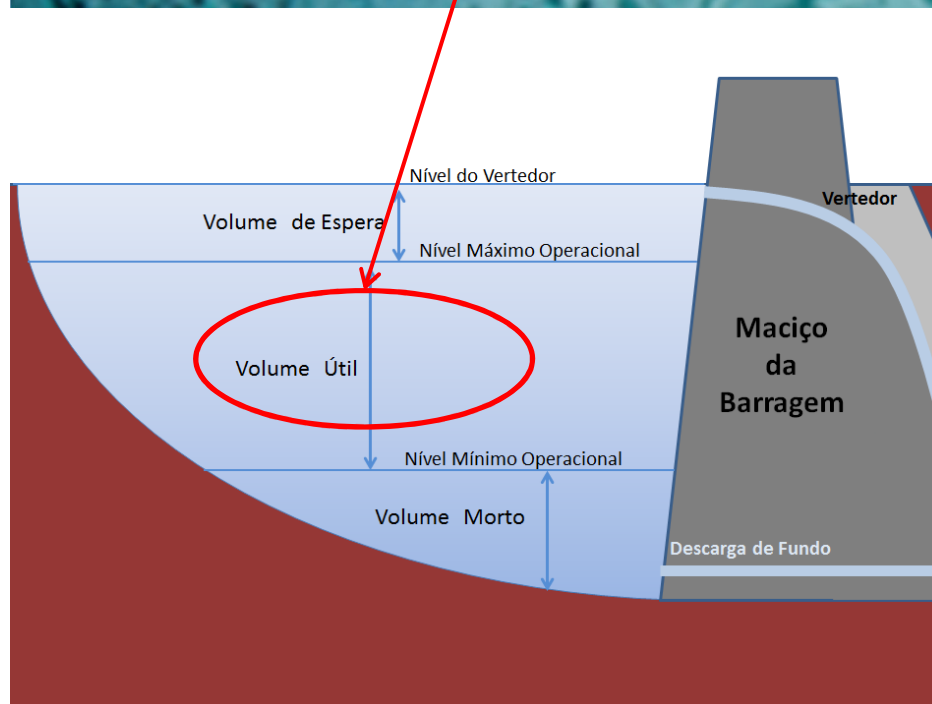 Nível do Vertedor
Vertedor
Volume de Espera
Nível Máximo Operacional
Maciço
da
Barragem
Volume Útil
Nível Mínimo Operacional
Volume Morto
Descarga de Fundo